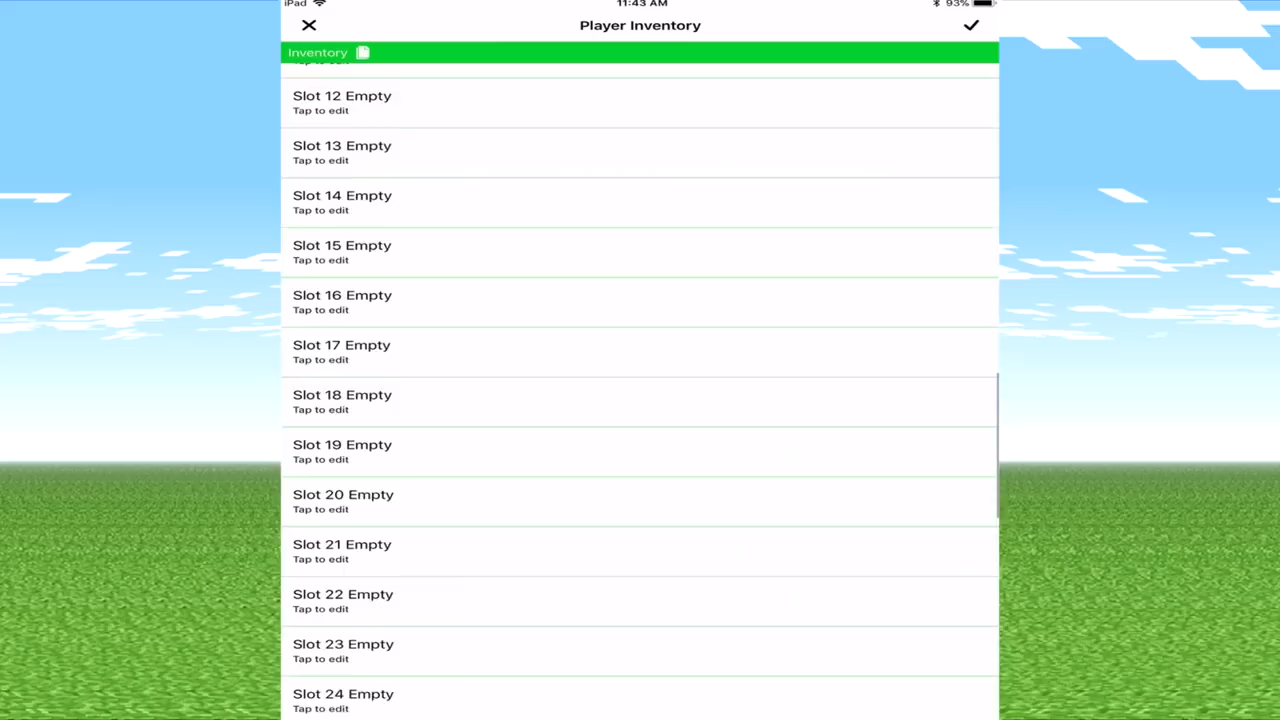 iPad 11:43 AM 93%
Player Inventory
Inventory
Tap to edit
Slot 12 Empty
Tap to edit
Slot 13 Empty
Tap to edit
Slot 14 Empty
Tap to edit
Slot 15 Empty
Tap to edit
Slot 16 Empty
Tap to edit
Slot 17 Empty
Tap to edit
Slot 18 Empty
Tap to edit
Slot 19 Empty
Tap to edit
Slot 20 Empty
Tap to edit
Slot 21 Empty
Tap to edit
Slot 22 Empty
Tap to edit
Slot 23 Empty
Tap to edit
Slot 24 Empty
Tap to edit